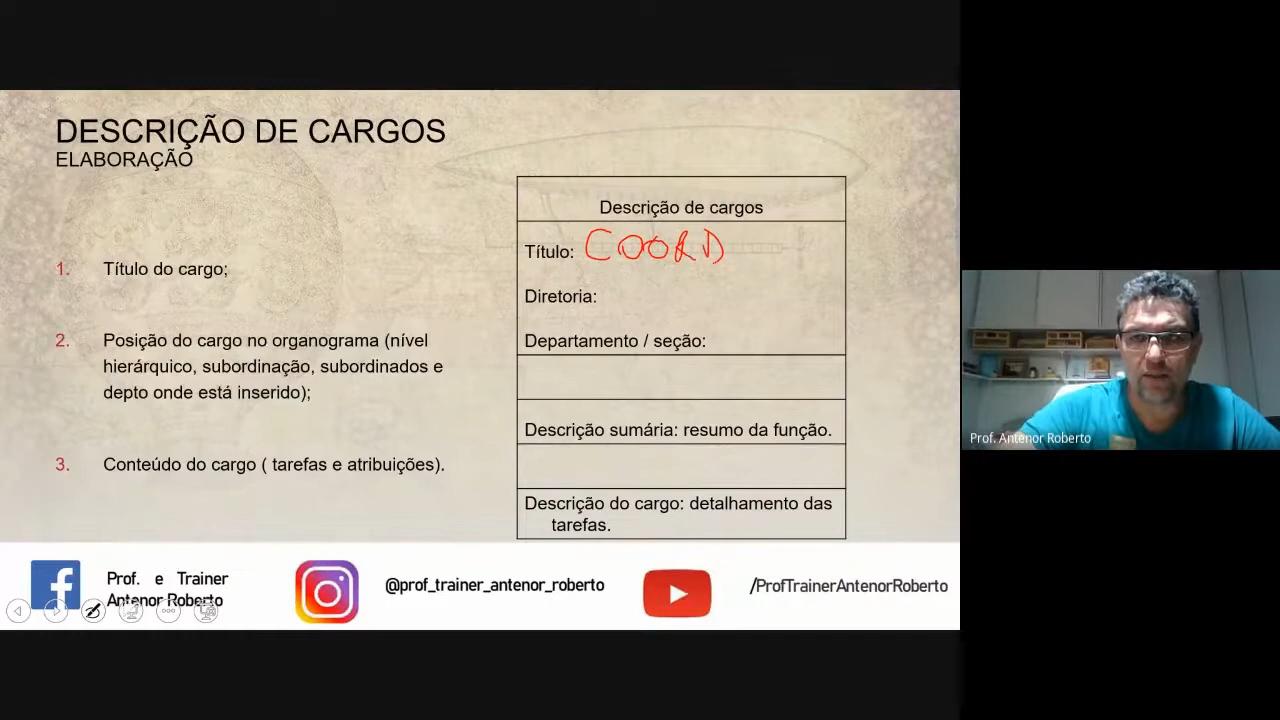 DESCRIÇÃO DE CARGOS
ELABORAÇÃO
1. Título do cargo;
2. Posição do cargo no organograma (nível
hierárquico, subordinação, subordinados e
depto onde está inserido);
3. Conteúdo do cargo ( tarefas e atribuições).
Descrição de cargos
Título: COORD
Diretoria:
Departamento / seção:
Descrição sumária: resumo da função.
Descrição do cargo: detalhamento das
tarefas.
Prof. e Trainer
Antenor Roberto
@prof_trainer_antenor_roberto
/ProfTrainerAntenorRoberto
Prof. Antenor Roberto